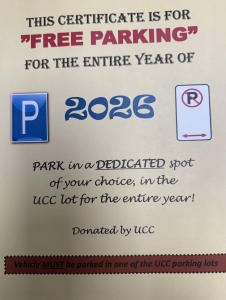 THIS CERTIFICATE IS FOR
"FREE PARKING"
FOR THE ENTIRE YEAR OF
P
2026
P
PARK in a DEDICATED spot
of your choice, in the
UCC lot for the entire year!
Donated by UCC
Vehicle MUST be parked in one of the UCC parking lots